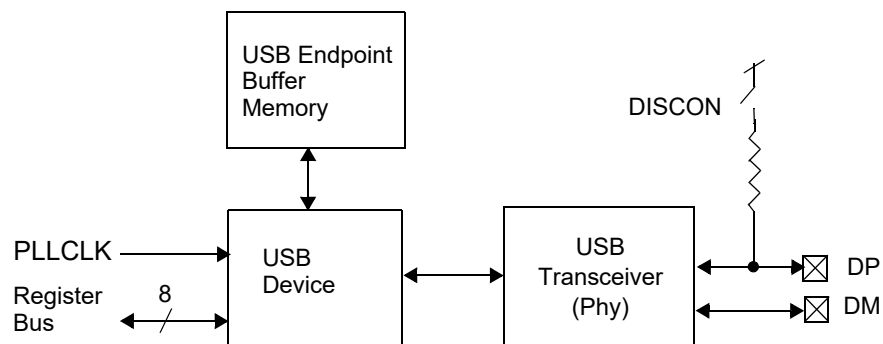 USB Endpoint
Buffer
Memory
DISCON
PLLCLK
Register
Bus
8
USB
Device
USB
Transceiver
(Phy)
DP
DM